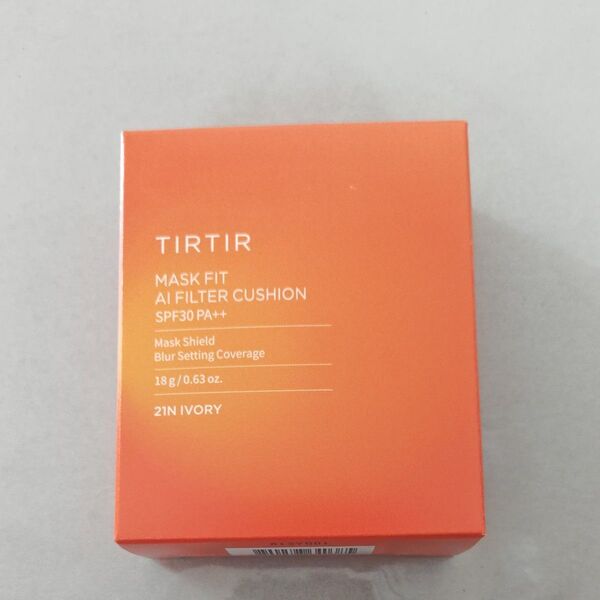 TIRTIR
MASK FIT
AI FILTER CUSHION
SPF30 PA++
Mask Shield
Blur Setting Coverage
18 g / 0.63 oz.
21N IVORY